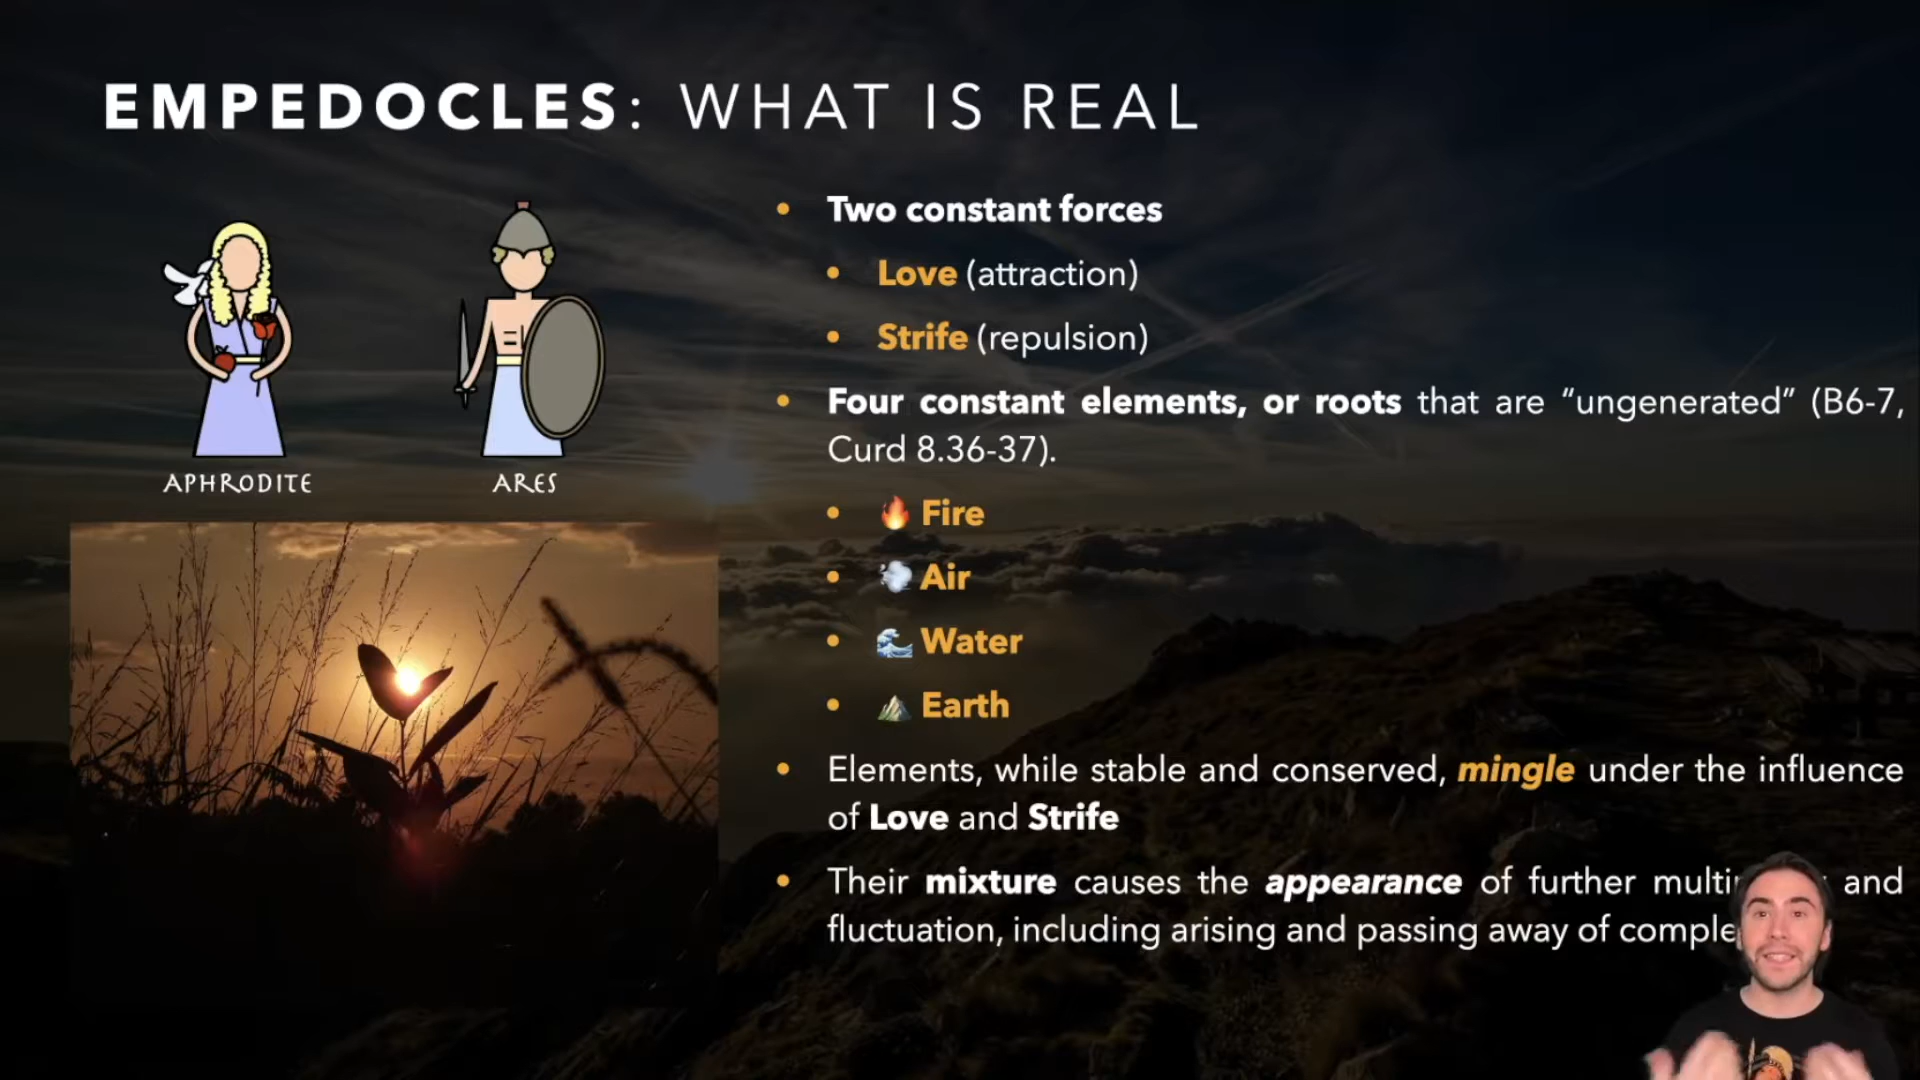 EMPEDOCLES: WHAT IS REAL
APHRODITE
ARES
• Two constant forces
• Love (attraction)
• Strife (repulsion)
• Four constant elements, or roots that are “ungenerated” (B6-7,
Curd 8.36-37).
• Fire
• Air
• Water
• Earth
• Elements, while stable and conserved, mingle under the influence
of Love and Strife
• Their mixture causes the appearance of further and
fluctuation, including arising and passing away of